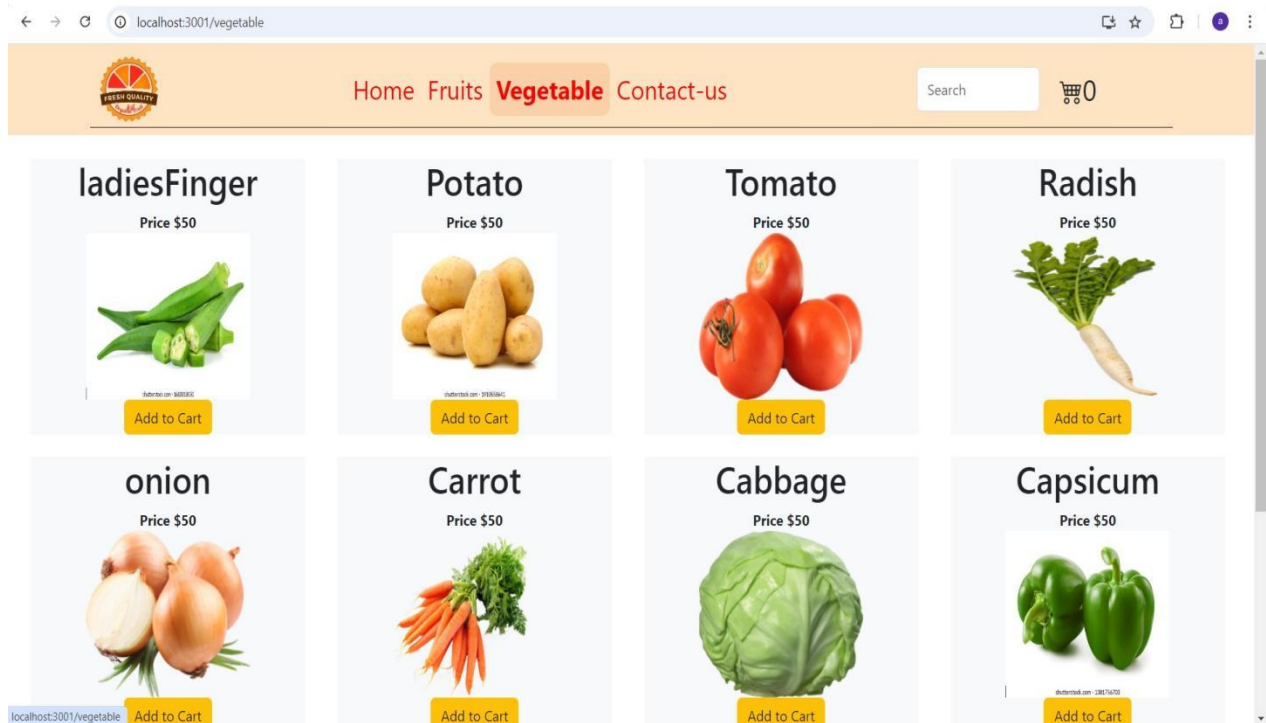 localhost:3001/vegetable
a
FRESH QUALITY
Home Fruits Vegetable Contact-us
Search
0
ladiesFinger Potato Tomato Radish
Price $50 Price $50 Price $50 Price $50
Add to Cart Add to Cart Add to Cart Add to Cart
onion Carrot Cabbage Capsicum
Price $50 Price $50 Price $50 Price $50
shutterstock.com · 1381756703
localhost:3001/vegetable Add to Cart Add to Cart Add to Cart Add to Cart